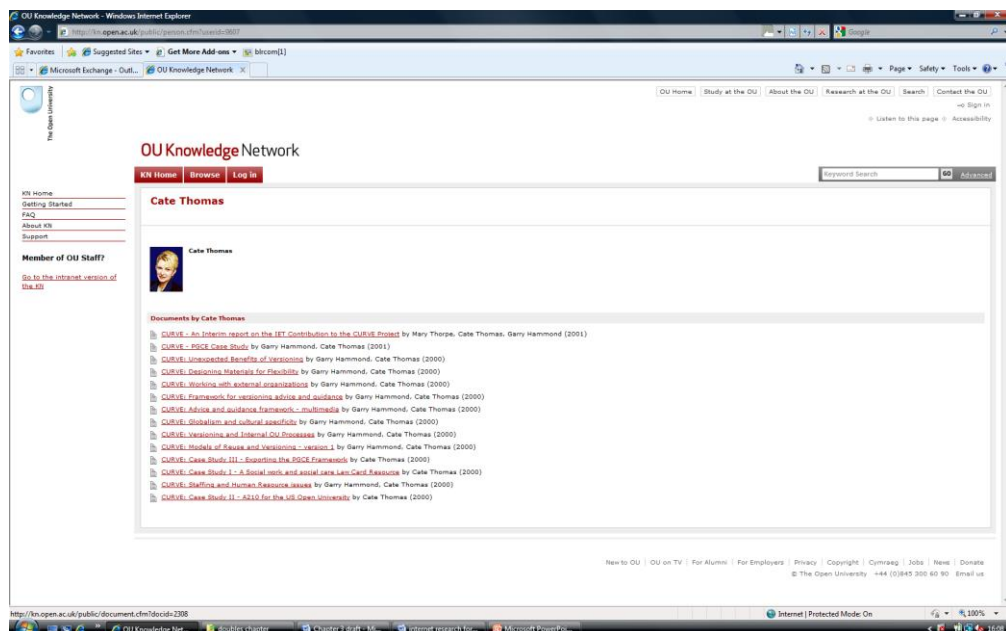 OU Knowledge Network - Windows Internet Explorer
http://kn.open.ac.uk/public/person.cfm?userid=9607
Google
Favorites Suggested Sites Get More Add-ons blrcom[1]
Microsoft Exchange - Outl... OU Knowledge Network Page Safety Tools
The Open University
OU Home Study at the OU About the OU Research at the OU Search Contact the OU
Sign in
Listen to this page Accessibility
OU Knowledge Network
KN Home Browse Log in Keyword Search GO Advanced
KN Home
Getting Started
FAQ
About KN
Support
Member of OU Staff?
Go to the intranet version of
the KN
Cate Thomas
Cate Thomas
Documents by Cate Thomas
CURVE - An Interim report on the IET Contribution to the CURVE Project by Mary Thorpe, Cate Thomas, Garry Hammond (2001)
CURVE - PGCE Case Study by Garry Hammond, Cate Thomas (2001)
CURVE: Unexpected Benefits of Versioning by Garry Hammond, Cate Thomas (2000)
CURVE: Designing Materials for Flexibility by Garry Hammond, Cate Thomas (2000)
CURVE: Working with external organizations by Garry Hammond, Cate Thomas (2000)
CURVE: Framework for versioning advice and guidance by Garry Hammond, Cate Thomas (2000)
CURVE: Advice and guidance framework - multimedia by Garry Hammond, Cate Thomas (2000)
CURVE: Globalism and cultural specificity by Garry Hammond, Cate Thomas (2000)
CURVE: Versioning and Internal OU Processes by Garry Hammond, Cate Thomas (2000)
CURVE: Models of Reuse and Versioning - version 1 by Garry Hammond, Cate Thomas (2000)
CURVE: Case Study III - Exporting the PGCE Framework by Cate Thomas (2000)
CURVE: Case Study I - A Social work and social care Law Card Resource by Cate Thomas (2000)
CURVE: Staffing and Human Resource issues by Garry Hammond, Cate Thomas (2000)
CURVE: Case Study II - A210 for the US Open University by Cate Thomas (2000)
New to OU OU on TV For Alumni For Employers Privacy Copyright Cymraeg Jobs News Donate
© The Open University +44 (0)845 300 60 90 Email us
http://kn.open.ac.uk/public/document.cfm?docid=2308 Internet | Protected Mode: On 100%
OU Knowledge Net... doubles chapter Chapter 3 draft - Mi... internet research for... Microsoft PowerPoi... 16:08